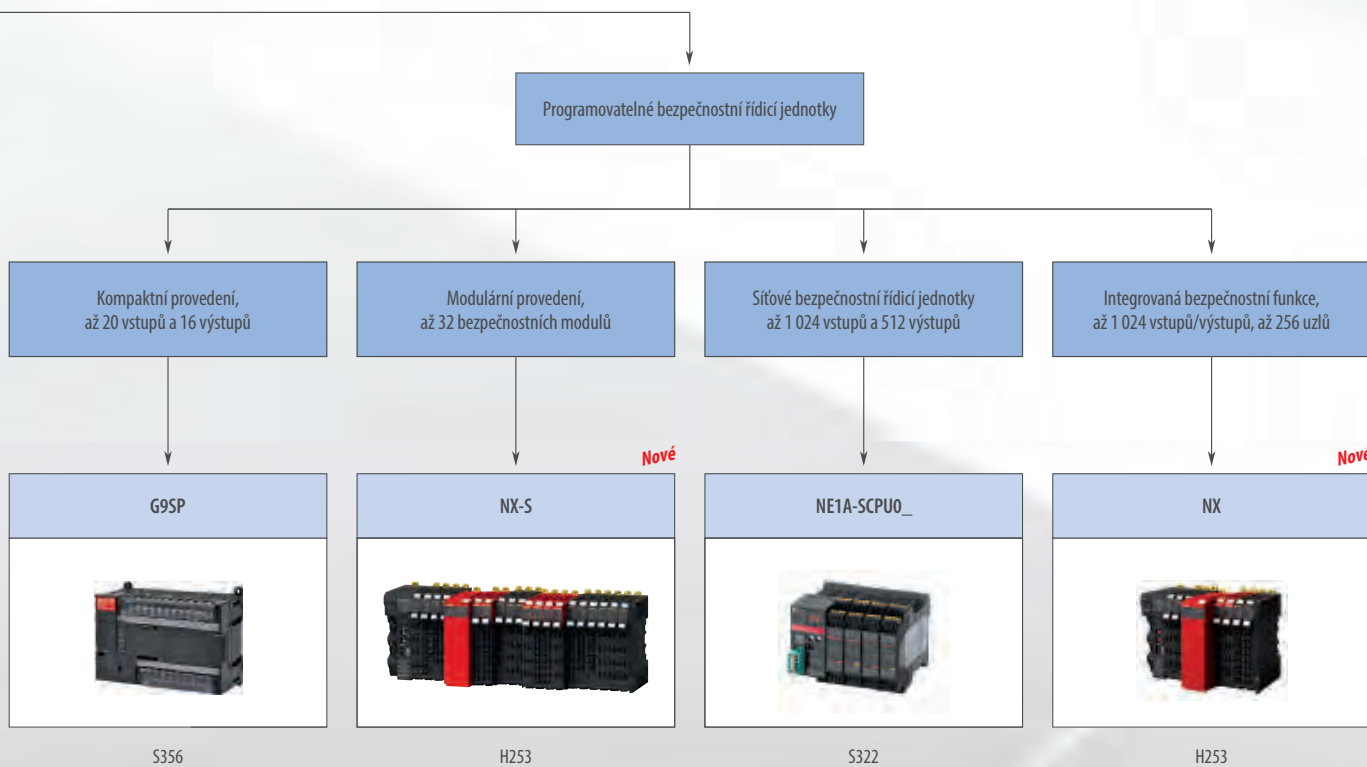 Programovatelné bezpečnostní řídicí jednotky
Kompaktní provedení,
až 20 vstupů a 16 výstupů
Modulární provedení,
až 32 bezpečnostních modulů
Síťové bezpečnostní řídicí jednotky
až 1 024 vstupů a 512 výstupů
Integrovaná bezpečnostní funkce,
až 1 024 vstupů/výstupů, až 256 uzlů
Nové
Nové
G9SP
NX-S
NE1A-SCPU0_
NX
S356
H253
S322
H253